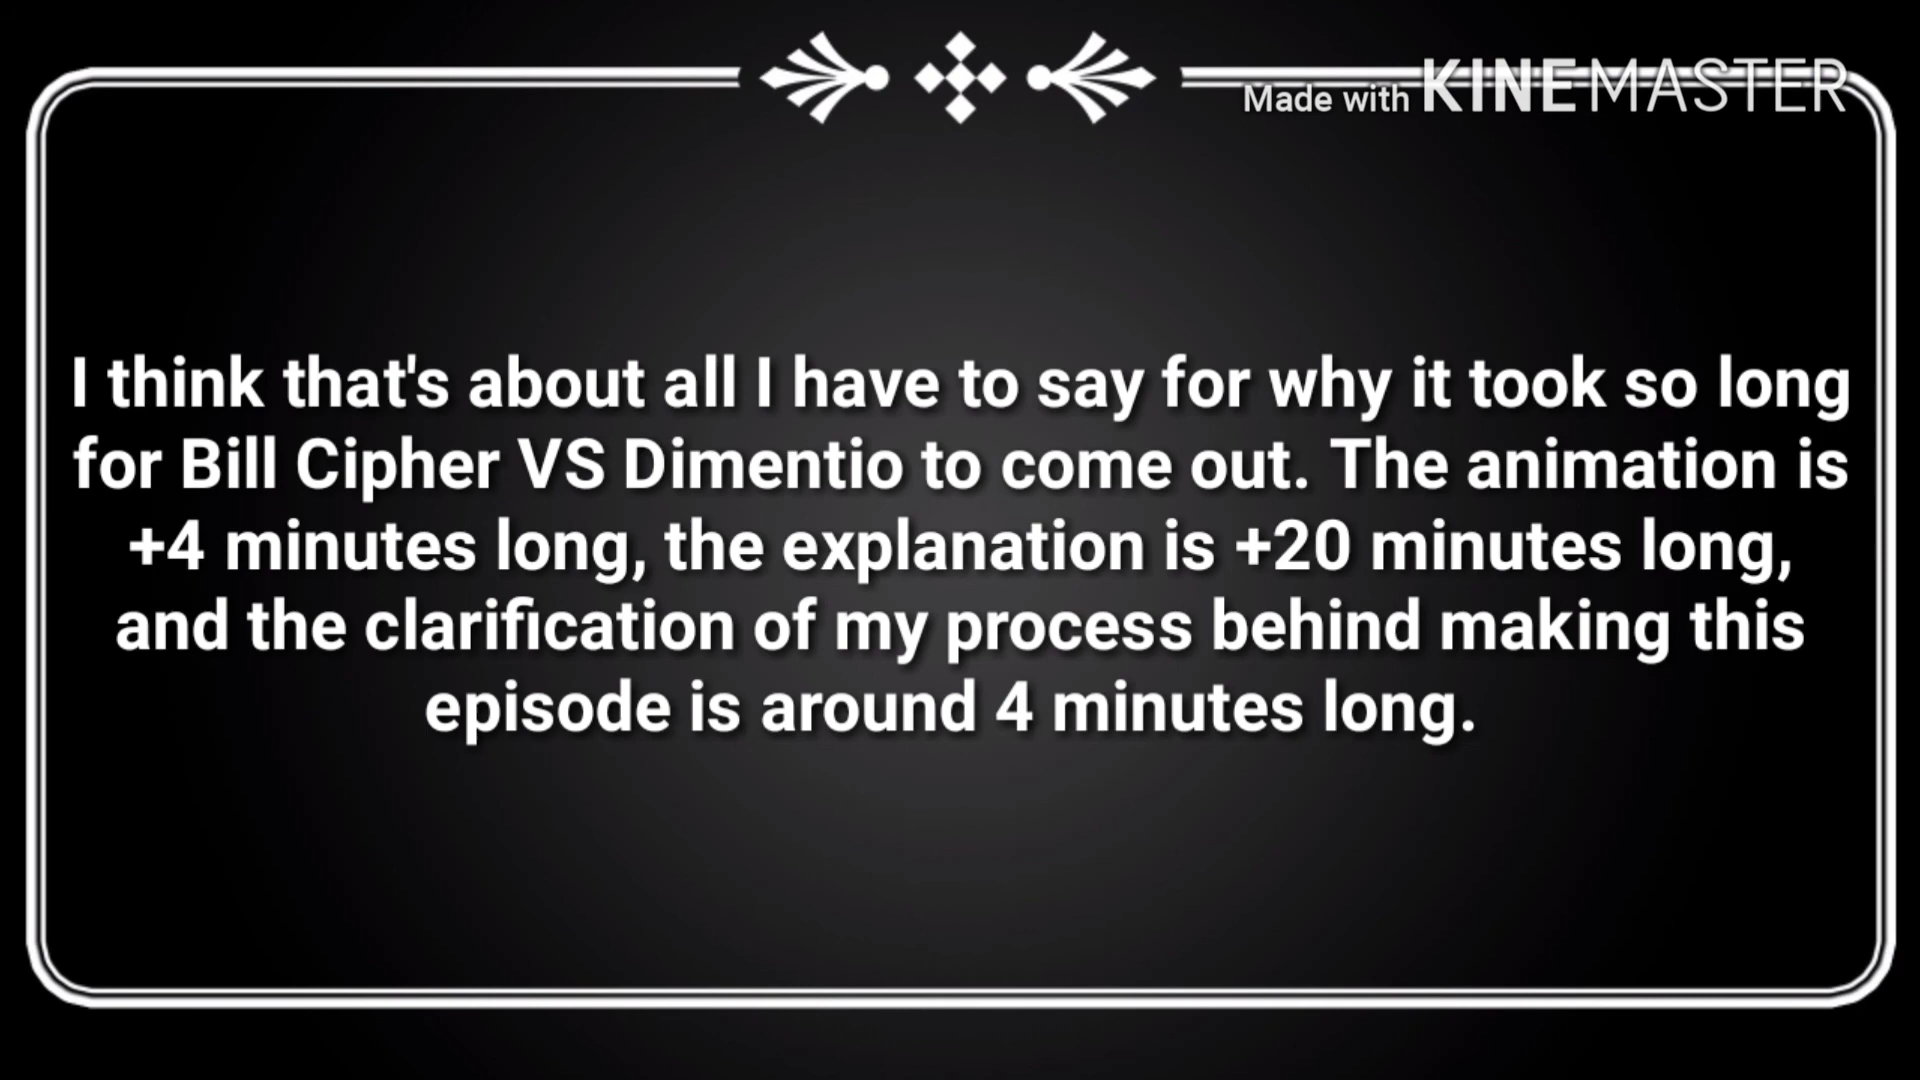 Made with KINEMASTER
I think that's about all I have to say for why it took so long
for Bill Cipher VS Dimentio to come out. The animation is
+4 minutes long, the explanation is +20 minutes long,
and the clarification of my process behind making this
episode is around 4 minutes long.